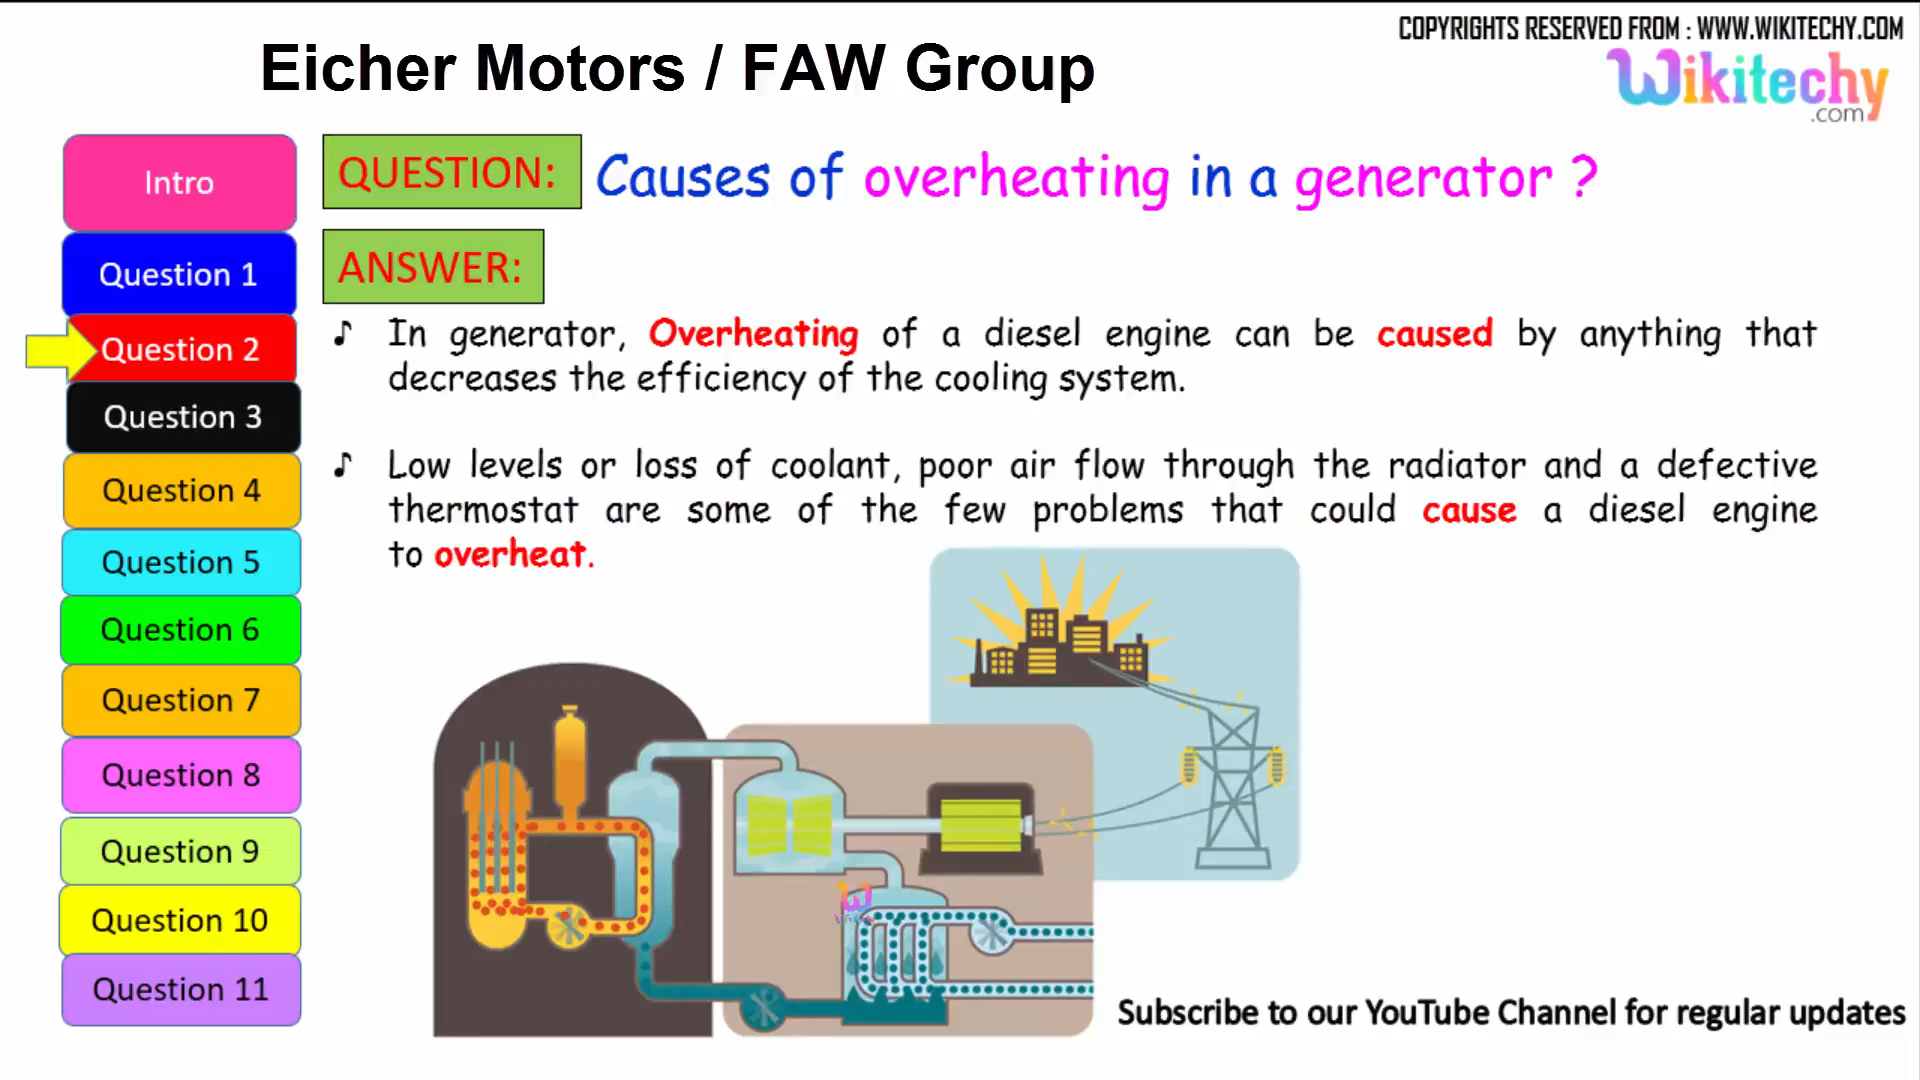 COPYRIGHTS RESERVED FROM : WWW.WIKITECHY.COM
Eicher Motors / FAW Group
Wikitechy
.com
Intro
Question 1
Question 2
Question 3
Question 4
Question 5
Question 6
Question 7
Question 8
Question 9
Question 10
Question 11
QUESTION: Causes of overheating in a generator ?
ANSWER:
♪ In generator, Overheating of a diesel engine can be caused by anything that
decreases the efficiency of the cooling system.
♪ Low levels or loss of coolant, poor air flow through the radiator and a defective
thermostat are some of the few problems that could cause a diesel engine
to overheat.
Subscribe to our YouTube Channel for regular updates